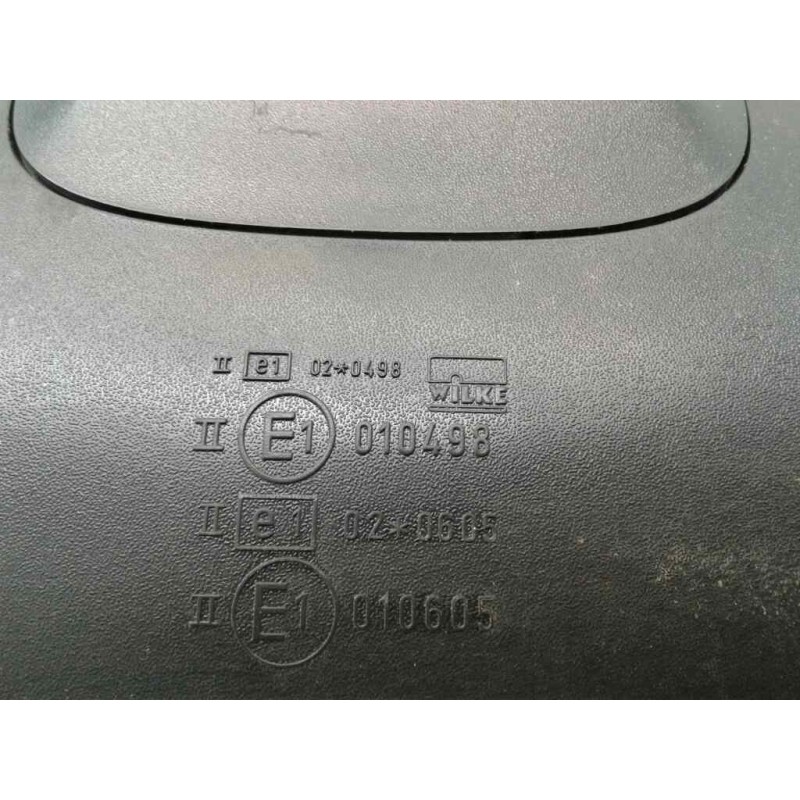 II e1 02*0498 WILKE
II E1 010498
II e1 02**0605
II E1 010605